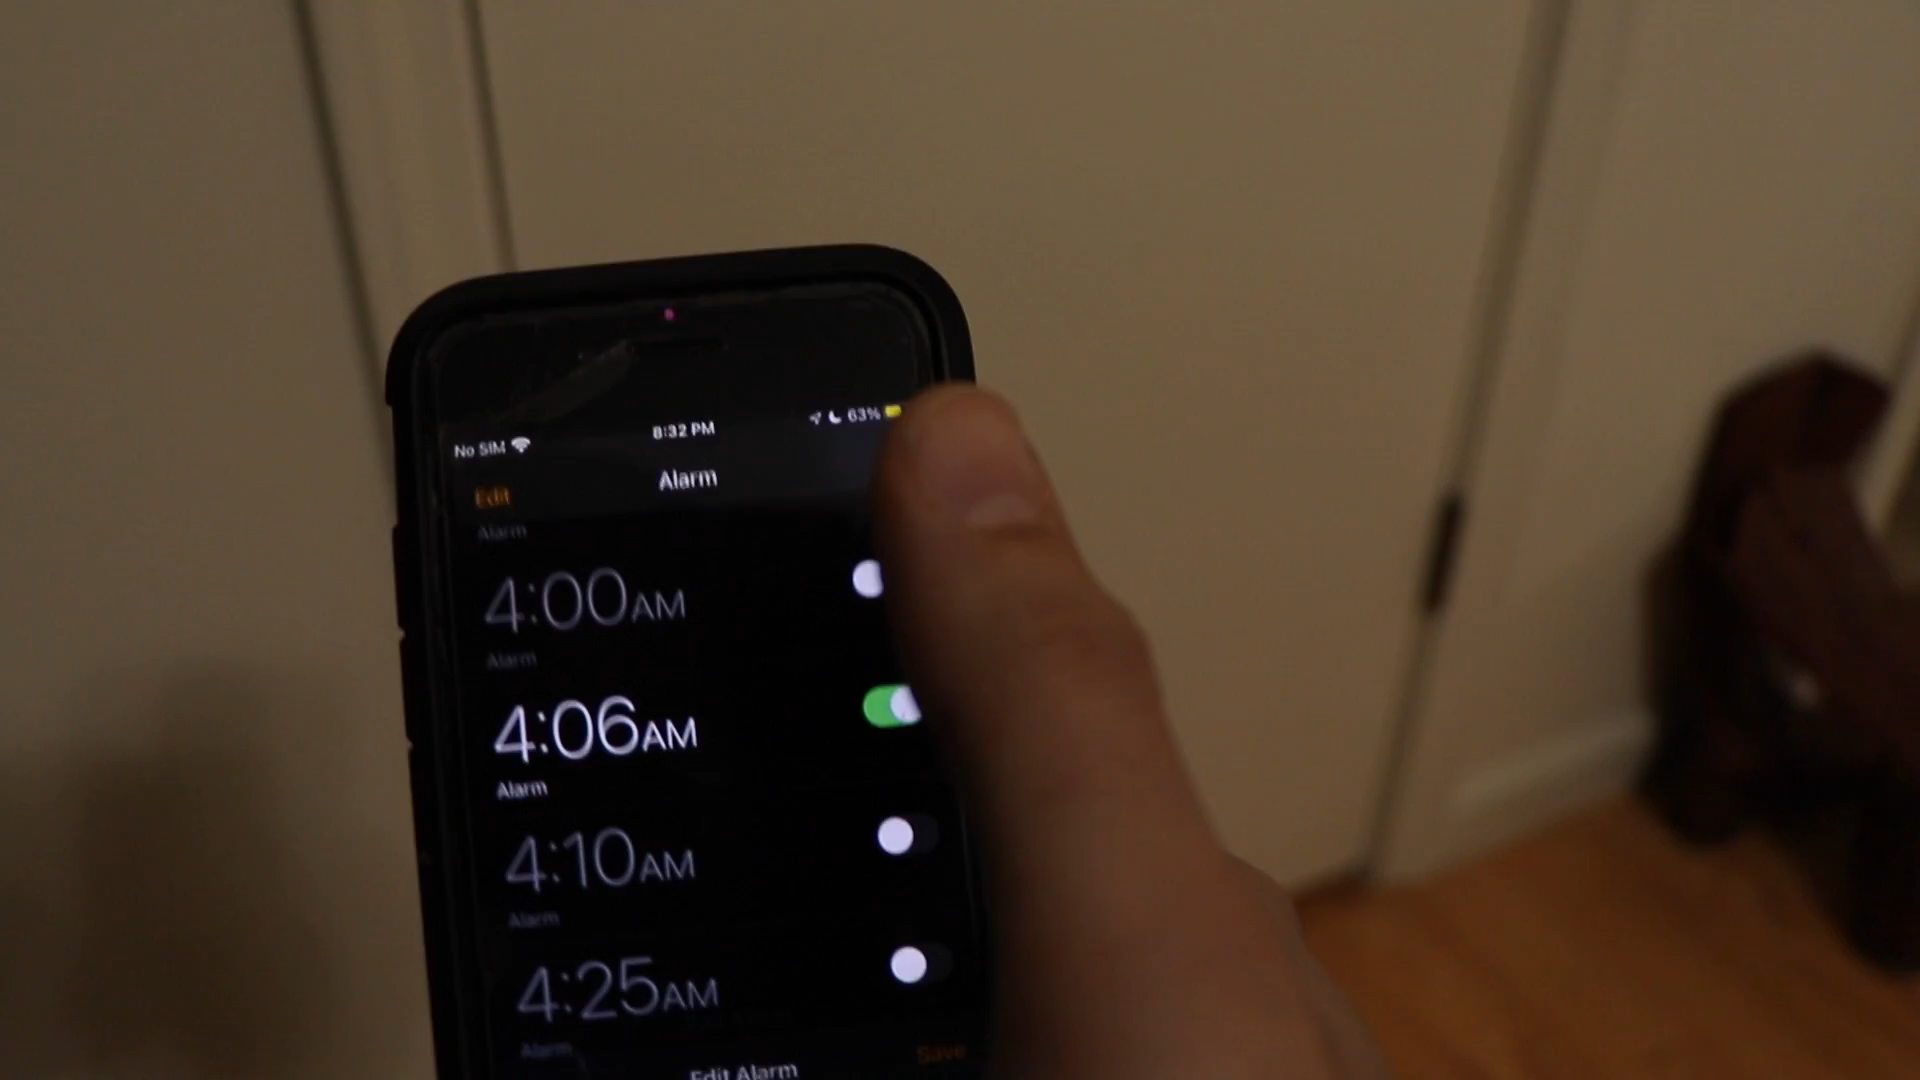 No SIM 8:32 PM 63%
Edit Alarm
Alarm
4:00AM
Alarm
4:06AM
Alarm
4:10AM
Alarm
4:25AM
Alarm
Edit Alarm Save